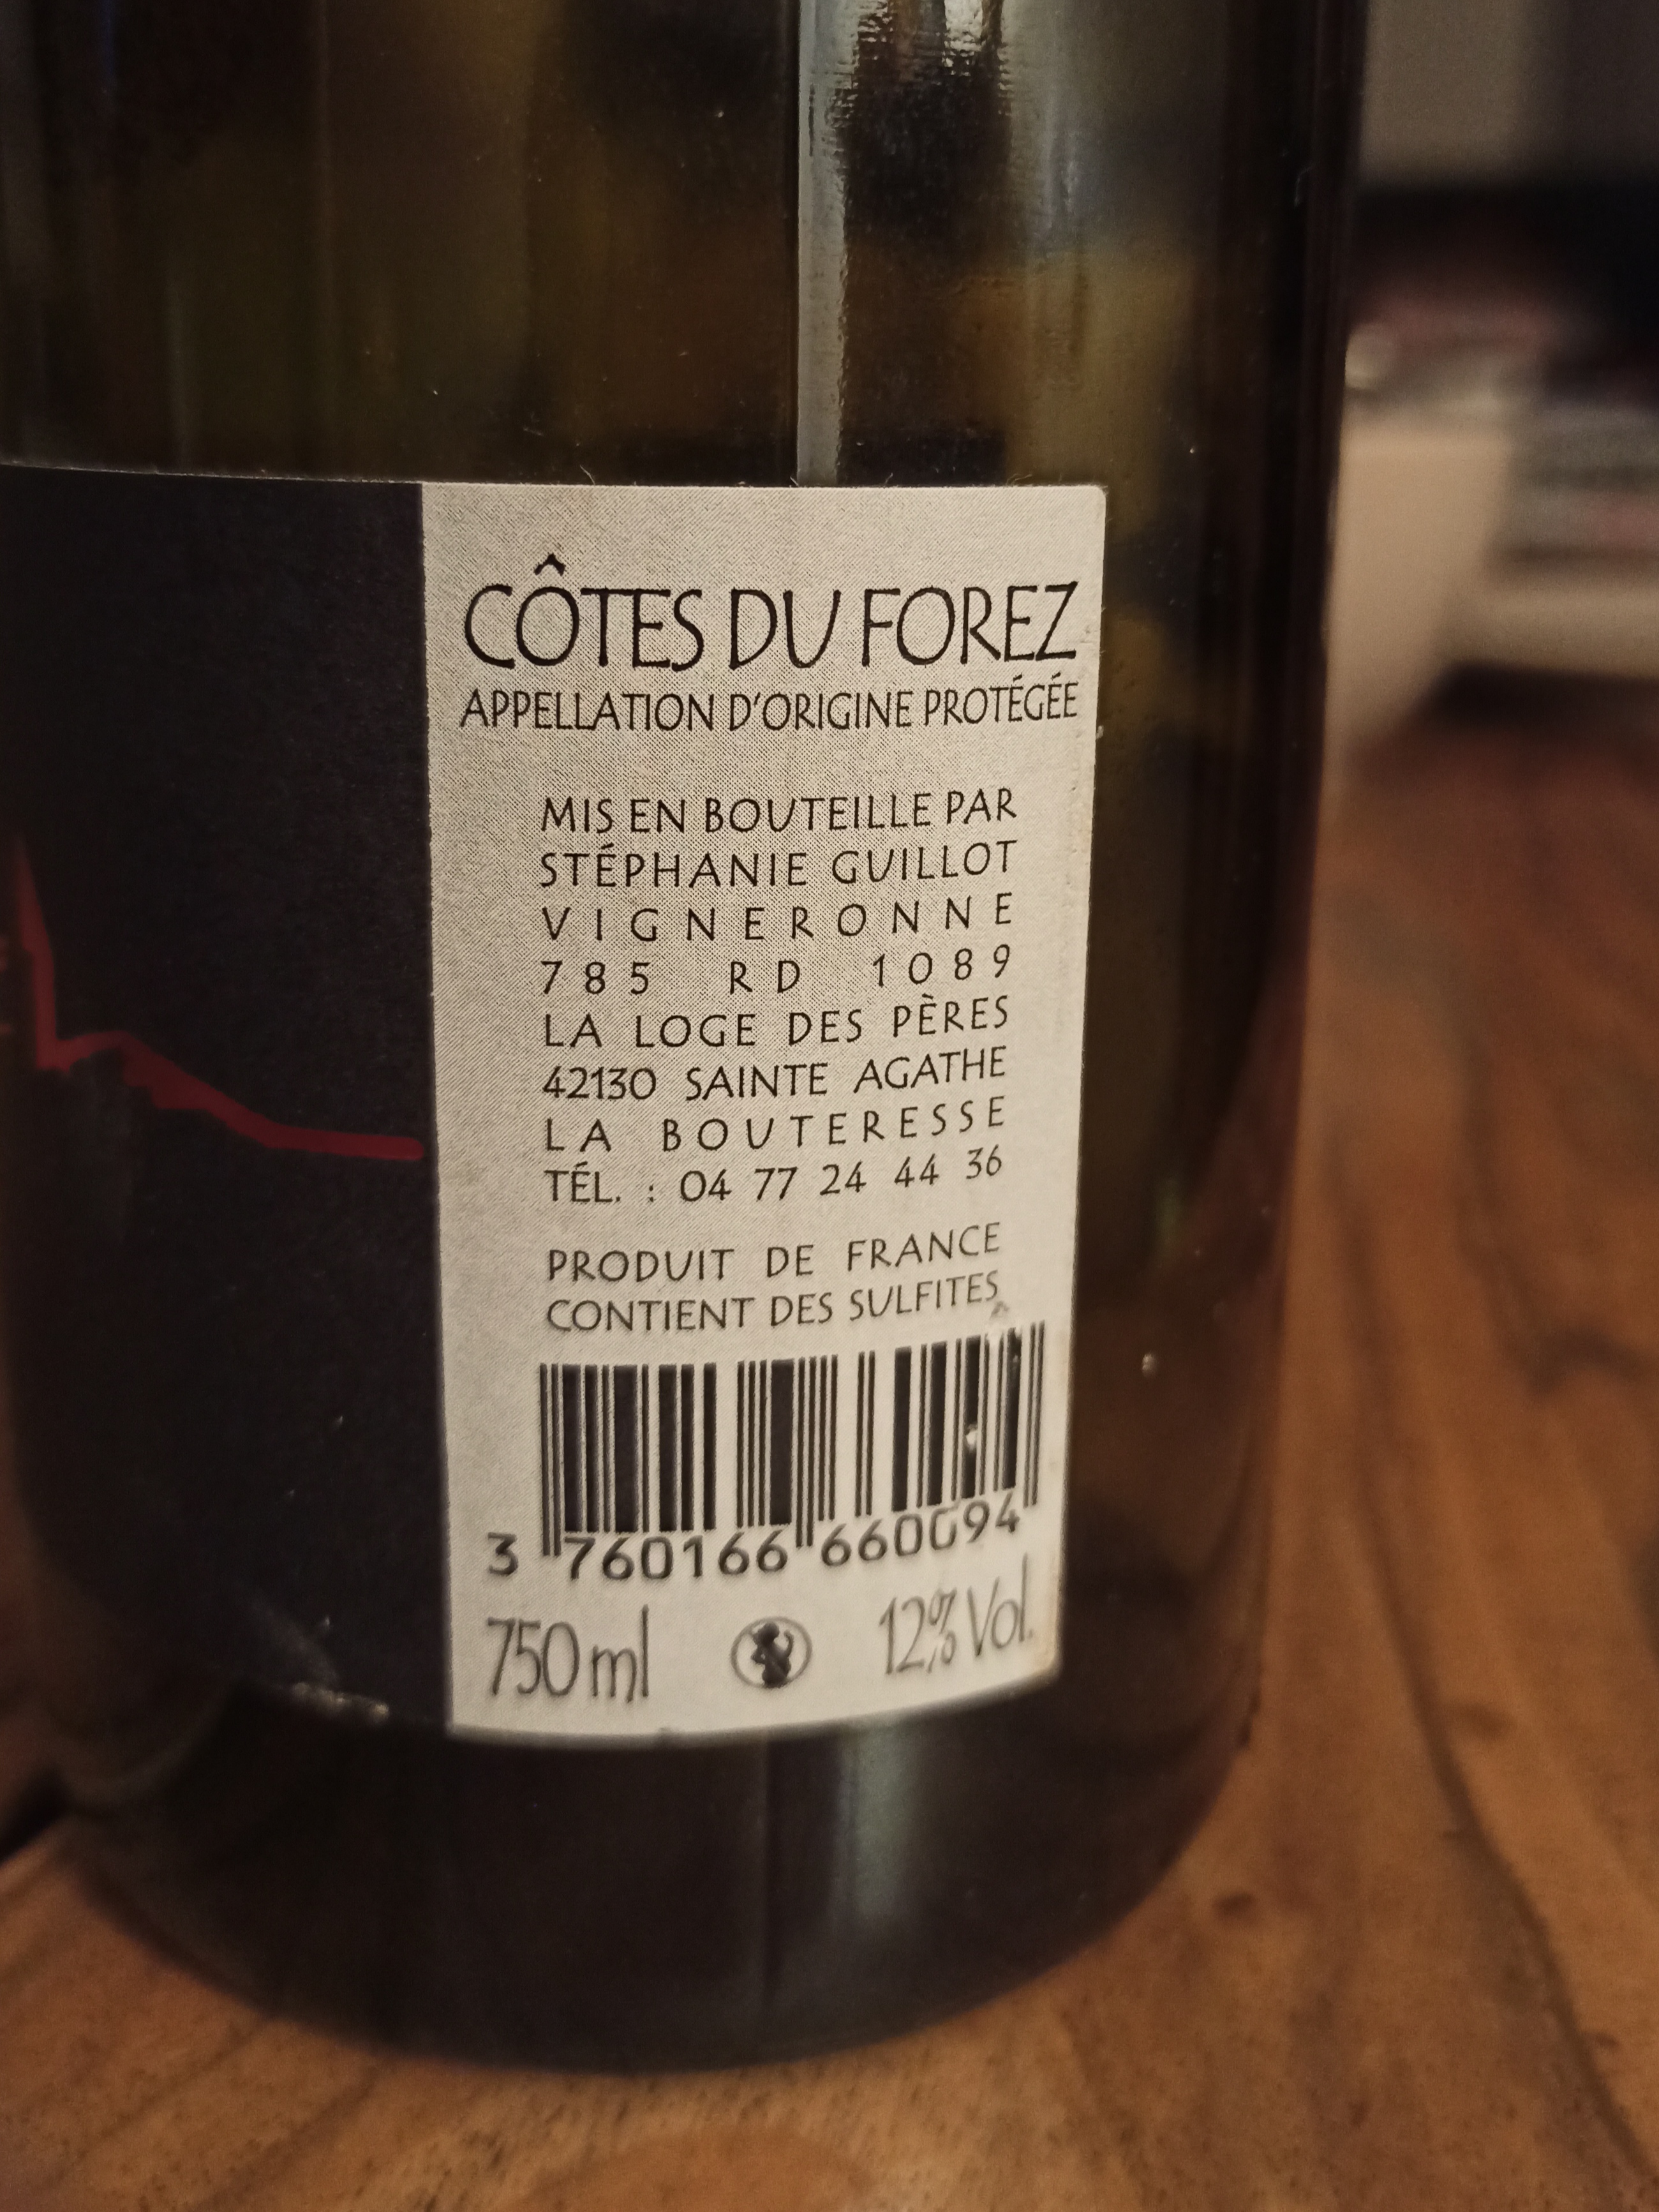 CÔTES DU FOREZ
APPELLATION D'ORIGINE PROTÉGÉE
MIS EN BOUTEILLE PAR
STÉPHANIE GUILLOT
VIGNERONNE
785 RD 1089
LA LOGE DES PÈRES
42130 SAINTE AGATHE
LA BOUTERESSE
TÉL. : 04 77 24 44 36
PRODUIT DE FRANCE
CONTIENT DES SULFITES
3 760166 660094
750 ml 12% Vol.